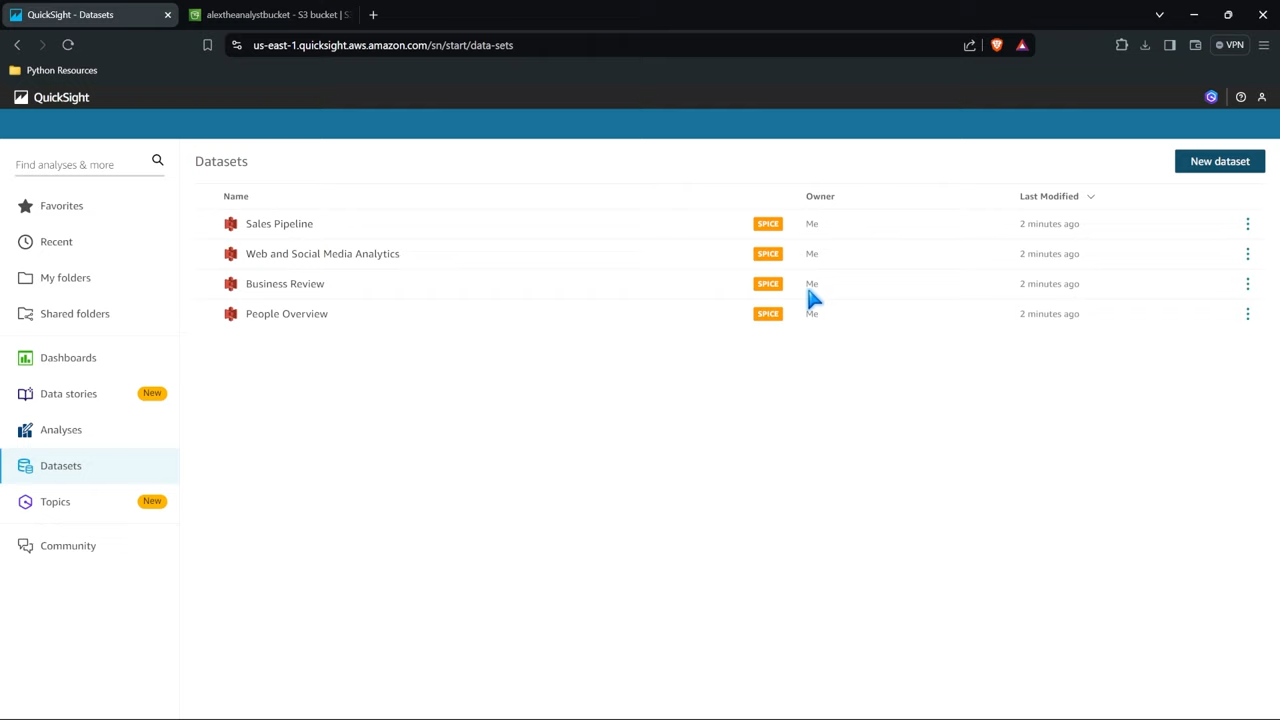 QuickSight - Datasets
alextheanalystbucket - S3 bucket | S
us-east-1.quicksight.aws.amazon.com/sn/start/data-sets
VPN
Python Resources
QuickSight
Find analyses & more
Favorites
Recent
My folders
Shared folders
Dashboards
Data stories New
Analyses
Datasets
Topics New
Community
Datasets
New dataset
Name Owner Last Modified
Sales Pipeline SPICE Me 2 minutes ago
Web and Social Media Analytics SPICE Me 2 minutes ago
Business Review SPICE Me 2 minutes ago
People Overview SPICE Me 2 minutes ago